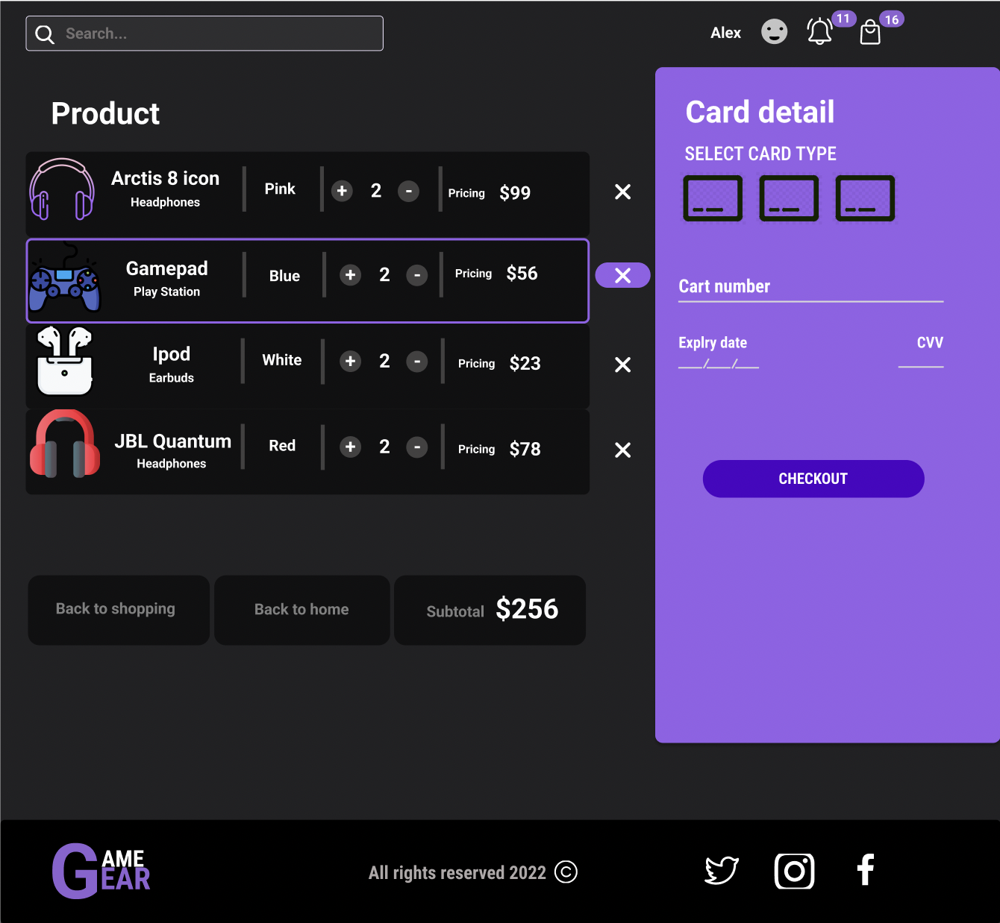 Search...
Alex
11
16
Product
Arctis 8 icon
Headphones
Pink
+ 2 -
Pricing $99
Gamepad
Play Station
Blue
+ 2 -
Pricing $56
Ipod
Earbuds
White
+ 2 -
Pricing $23
JBL Quantum
Headphones
Red
+ 2 -
Pricing $78
Back to shopping
Back to home
Subtotal $256
Card detail
SELECT CARD TYPE
Cart number
Explry date
CVV
__/__/__
CHECKOUT
GAME
GEAR
All rights reserved 2022 ©